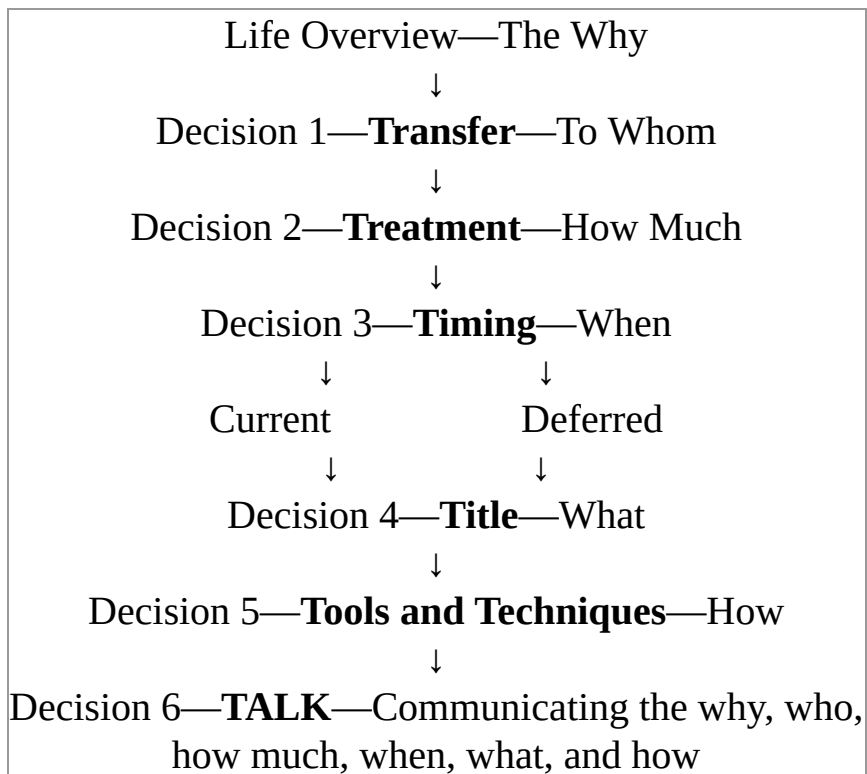 Life Overview—The Why
↓
Decision 1—Transfer—To Whom
↓
Decision 2—Treatment—How Much
↓
Decision 3—Timing—When
↓ ↓
Current Deferred
↓ ↓
Decision 4—Title—What
↓
Decision 5—Tools and Techniques—How
↓
Decision 6—TALK—Communicating the why, who,
how much, when, what, and how